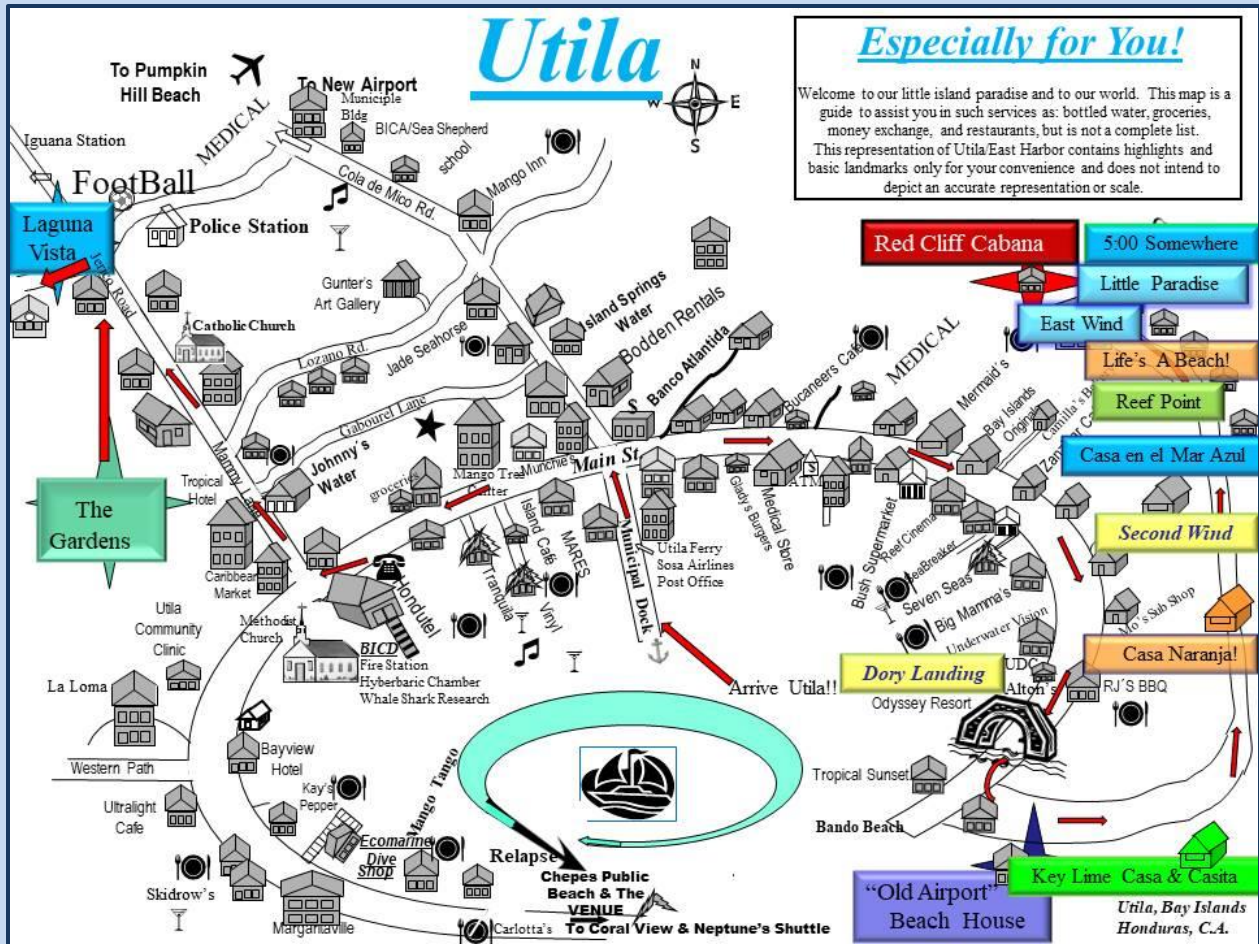 Utila
Especially for You!
Welcome to our little island paradise and to our world. This map is a
guide to assist you in such services as: bottled water, groceries,
money exchange, and restaurants, but is not a complete list.
This representation of Utila/East Harbor contains highlights and
basic landmarks only for your convenience and does not intend to
depict an accurate representation or scale.
N
W
E
S
To Pumpkin
Hill Beach
To New Airport
Municiple
Bldg
BICA/Sea Shepherd
school
MEDICAL
Iguana Station
FootBall
Cola de Mico Rd.
Mango Inn
Laguna
Vista
Police Station
Red Cliff Cabana
5:00 Somewhere
Little Paradise
East Wind
Life's A Beach!
Reef Point
Casa en el Mar Azul
Second Wind
Casa Naranja!
Gunter's
Art Gallery
Island Springs
Water
Bodden Rentals
Banco Atlantida
$
Road
Catholic Church
Lozano Rd.
Jade Seahorse
Bucaneers Cafe
MEDICAL
Mermaid's
Bay Islands
Originals
Gabourel Lane
Johnny´s
Water
groceries
Mango Tree
Munchie's
Main St
Tropical
Hotel
Mammy
The
Gardens
Glady's Burgers
Medical Store
$
ATM
Bush Supermarket
Reef Cinema
SeaBreaker
Seven Seas
Big Mamma's
Underwater Vision
Mo's Sub Shop
Island Café
MARES
Tranquila
Vinyl
Municipal Dock
Utila Ferry
Sosa Airlines
Post Office
Caribbean
Market
Hondutel
Utila
Community
Clinic
Methodist
Church
BICD
Fire Station
Hyberbaric Chamber
Whale Shark Research
La Loma
Arrive Utila!!
Dory Landing
Odyssey Resort
UDC
Alton's
RJ´S BBQ
Western Path
Bayview
Hotel
Kay's
Pepper
Mango Tango
Tropical Sunset
Ultralight
Cafe
Ecomarine
Dive
Shop
Relapse
Bando Beach
Skidrow's
Margaritaville
Chepes Public
Beach & The
VENUE
Carlotta's
To Coral View & Neptune's Shuttle
"Old Airport"
Beach House
Key Lime Casa & Casita
Utila, Bay Islands
Honduras, C.A.